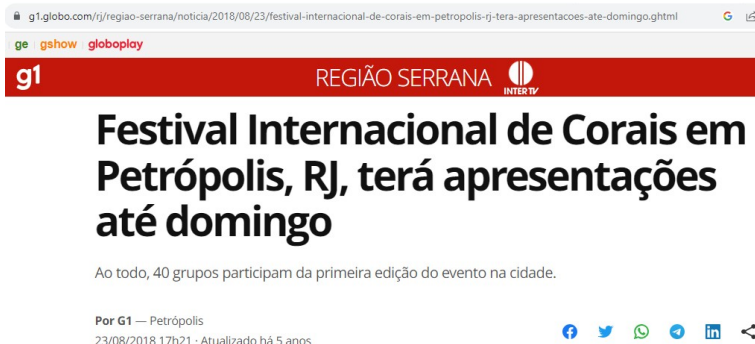 g1.globo.com/rj/regiao-serrana/noticia/2018/08/23/festival-internacional-de-corais-em-petropolis-rj-tera-apresentacoes-ate-domingo.ghtml
ge gshow globoplay
g1 REGIÃO SERRANA INTER TV
Festival Internacional de Corais em
Petrópolis, RJ, terá apresentações
até domingo
Ao todo, 40 grupos participam da primeira edição do evento na cidade.
Por G1 — Petrópolis
23/08/2018 17h21 · Atualizado há 5 anos